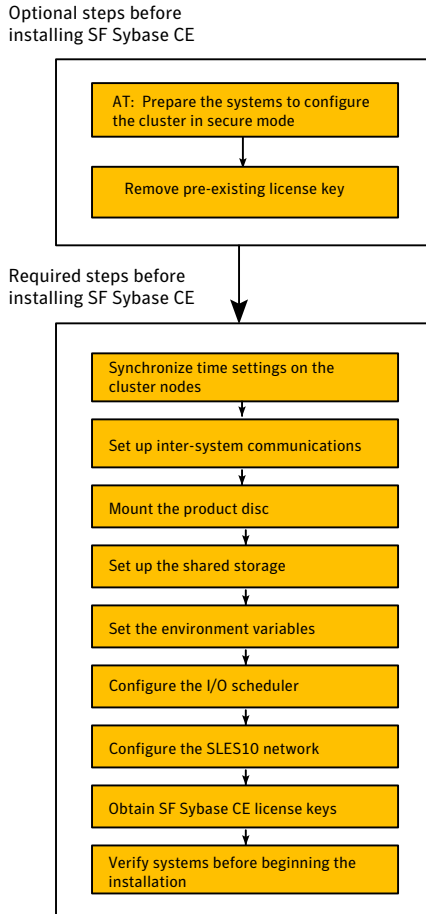 Optional steps before
installing SF Sybase CE
AT: Prepare the systems to configure
the cluster in secure mode
Remove pre-existing license key
Required steps before
installing SF Sybase CE
Synchronize time settings on the
cluster nodes
Set up inter-system communications
Mount the product disc
Set up the shared storage
Set the environment variables
Configure the I/O scheduler
Configure the SLES10 network
Obtain SF Sybase CE license keys
Verify systems before beginning the
installation